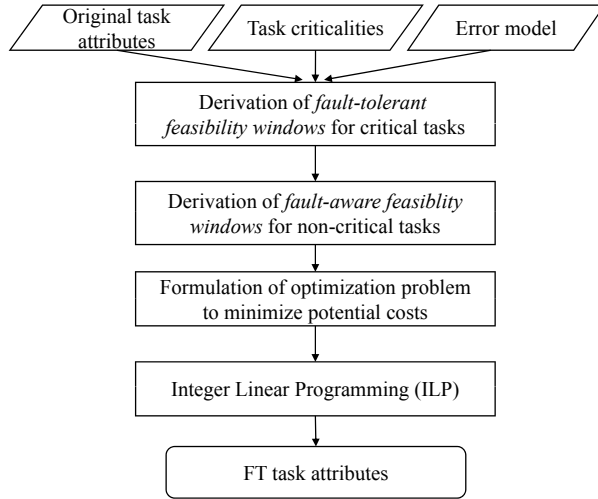 Original task
attributes
Task criticalities
Error model
Derivation of fault-tolerant
feasibility windows for critical tasks
Derivation of fault-aware feasiblity
windows for non-critical tasks
Formulation of optimization problem
to minimize potential costs
Integer Linear Programming (ILP)
FT task attributes